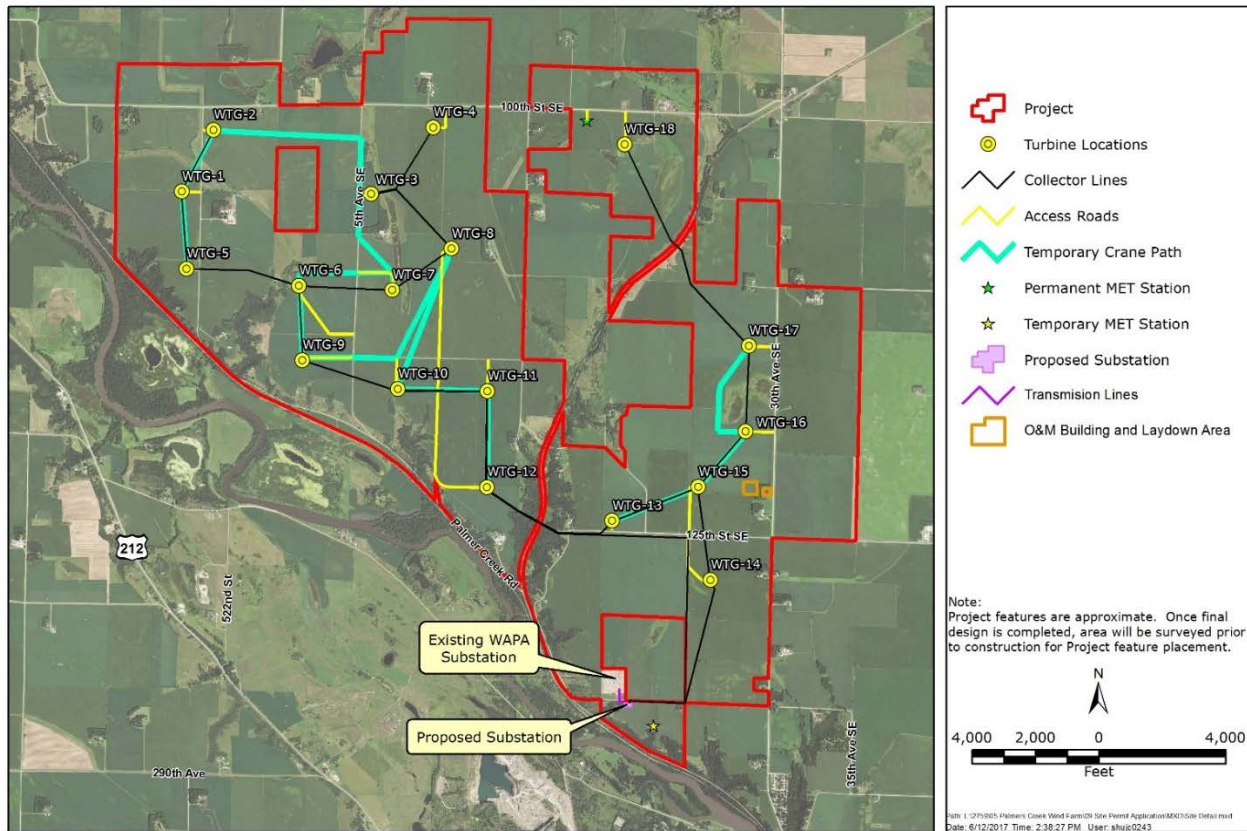 WTG-2
WTG-4
100th St SE
WTG-18
WTG-1
WTG-3
5th Ave SE
WTG-8
WTG-5
WTG-6
WTG-7
WTG-17
WTG-9
WTG-10
WTG-11
30th Ave SE
WTG-16
WTG-12
WTG-15
WTG-13
125th St SE
212
Palmer Creek Rd
WTG-14
522nd St
Existing WAPA
Substation
Proposed Substation
290th Ave
35th Ave SE
Project
Turbine Locations
Collector Lines
Access Roads
Temporary Crane Path
Permanent MET Station
Temporary MET Station
Proposed Substation
Transmision Lines
O&M Building and Laydown Area
Note:
Project features are approximate. Once final
design is completed, area will be surveyed prior
to construction for Project feature placement.
N
4,000 2,000 0 4,000
Feet
Date: 6/12/2017 Time: 2:38:27 PM User: shujc0243